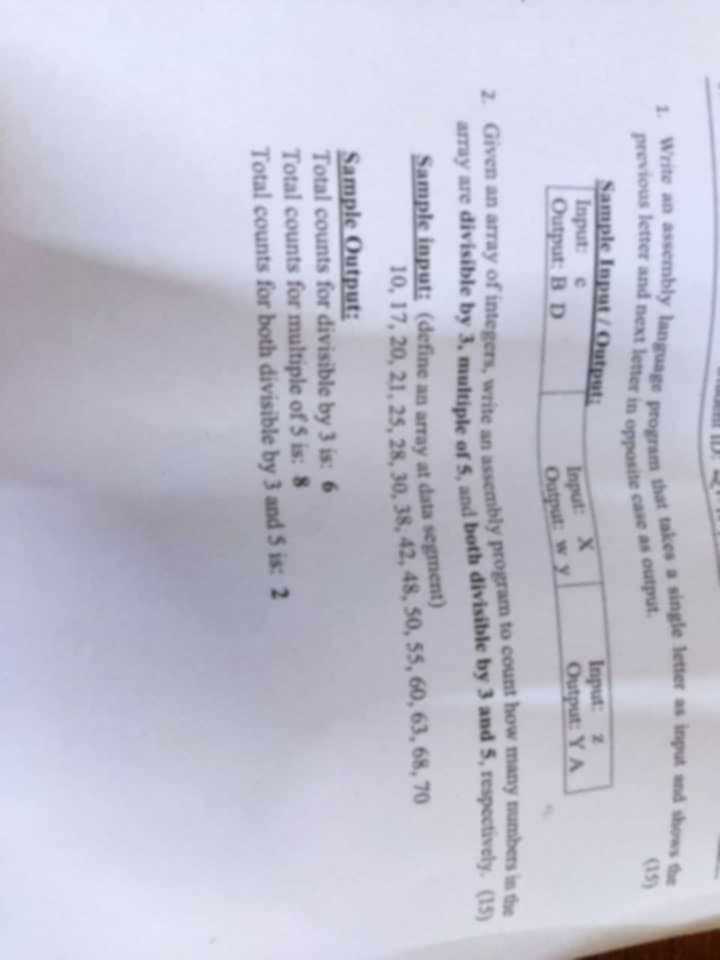 1. Write an assembly language program that takes a single letter as input and shows the
previous letter and next letter in opposite case as output. (15)
Sample Input / Output:
Input: c Input: X Input: z
Output: B D Output: w y Output: Y A
2. Given an array of integers, write an assembly program to count how many numbers in the
array are divisible by 3, multiple of 5, and both divisible by 3 and 5, respectively. (15)
Sample input: (define an array at data segment)
10, 17, 20, 21, 25, 28, 30, 38, 42, 48, 50, 55, 60, 63, 68, 70
Sample Output:
Total counts for divisible by 3 is: 6
Total counts for multiple of 5 is: 8
Total counts for both divisible by 3 and 5 is: 2